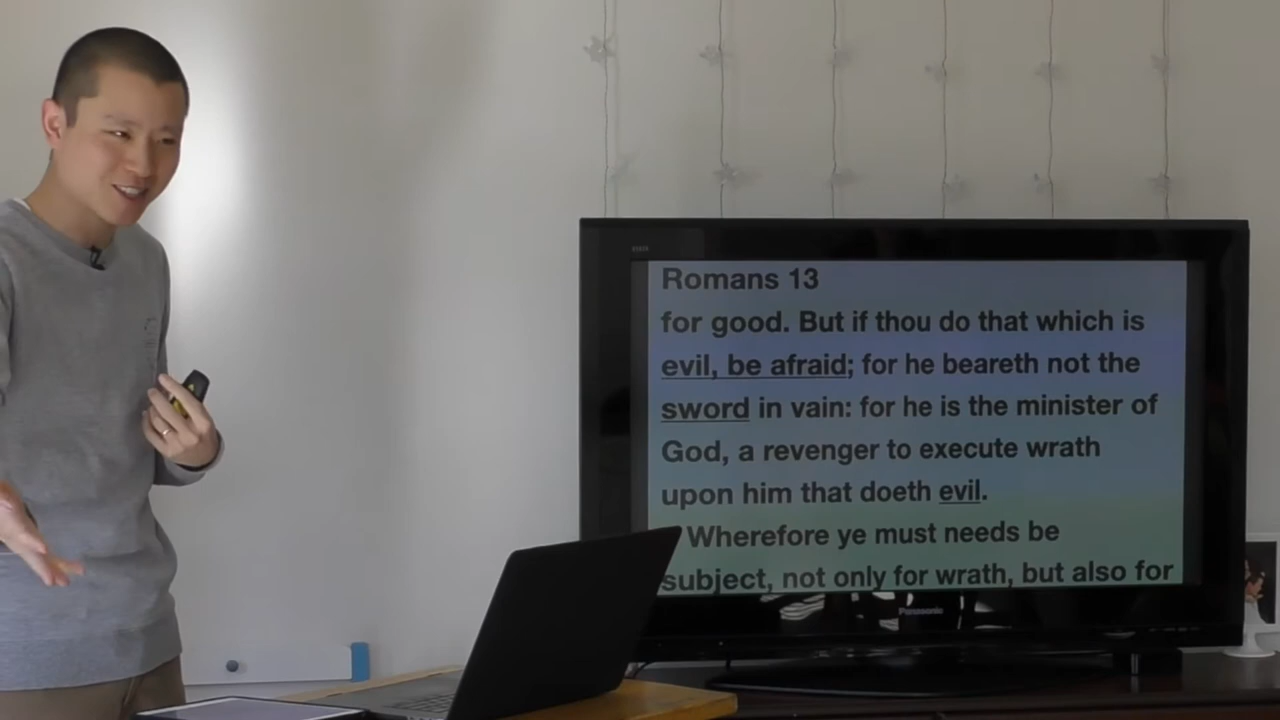 Romans 13
for good. But if thou do that which is
evil, be afraid; for he beareth not the
sword in vain: for he is the minister of
God, a revenger to execute wrath
upon him that doeth evil.
Wherefore ye must needs be
subject, not only for wrath, but also for
Panasonic